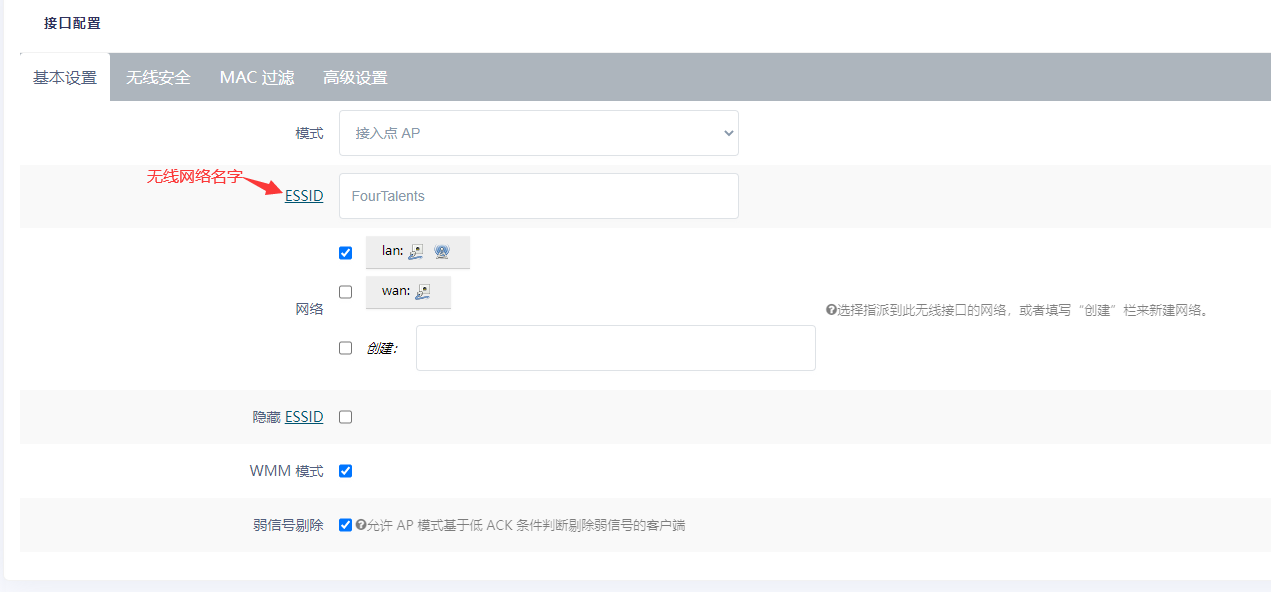 接口配置
基本设置 无线安全 MAC 过滤 高级设置
模式 接入点 AP
无线网络名字
ESSID FourTalents
lan:
wan:
网络 选择指派到此无线接口的网络，或者填写“创建”栏来新建网络。
创建:
隐藏 ESSID
WMM 模式
弱信号剔除 允许 AP 模式基于低 ACK 条件判断剔除弱信号的客户端